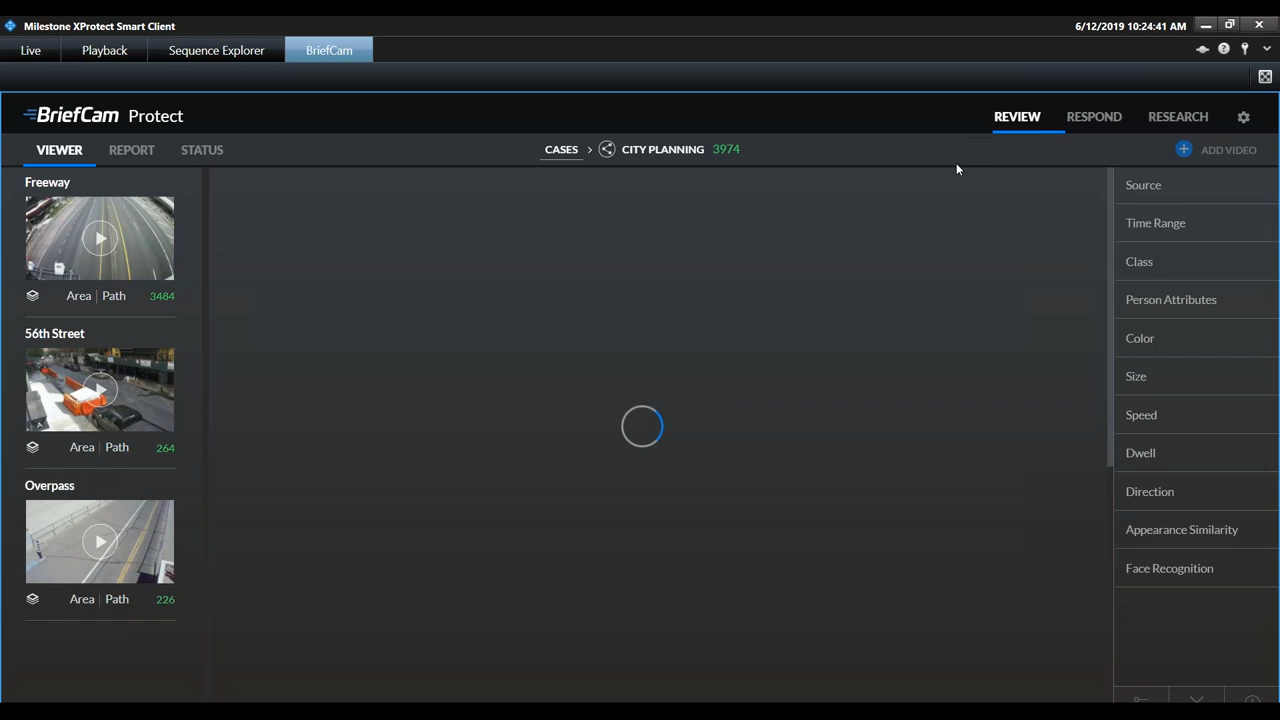 Milestone XProtect Smart Client
6/12/2019 10:24:41 AM
Live
Playback
Sequence Explorer
BriefCam
BriefCam Protect
REVIEW
RESPOND
RESEARCH
VIEWER
REPORT
STATUS
CASES > CITY PLANNING 3974
ADD VIDEO
Freeway
Area | Path 3484
56th Street
Area | Path 264
Overpass
Area | Path 226
Source
Time Range
Class
Person Attributes
Color
Size
Speed
Dwell
Direction
Appearance Similarity
Face Recognition